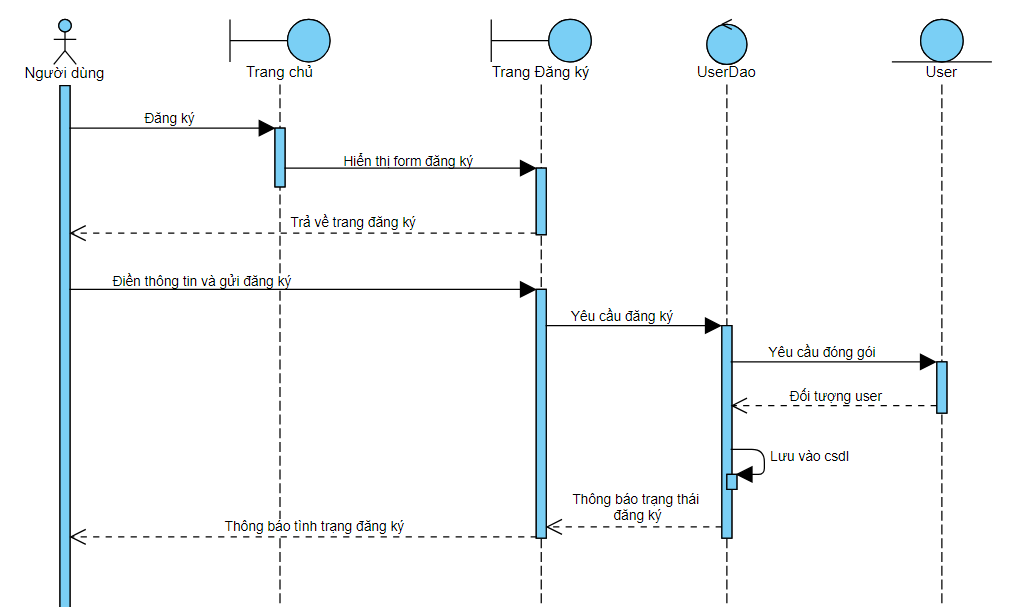 Người dùng
Trang chủ
Trang Đăng ký
UserDao
User
Đăng ký
Hiển thị form đăng ký
Trả về trang đăng ký
Điền thông tin và gửi đăng ký
Yêu cầu đăng ký
Yêu cầu đóng gói
Đối tượng user
Lưu vào csdl
Thông báo trạng thái
đăng ký
Thông báo tình trạng đăng ký